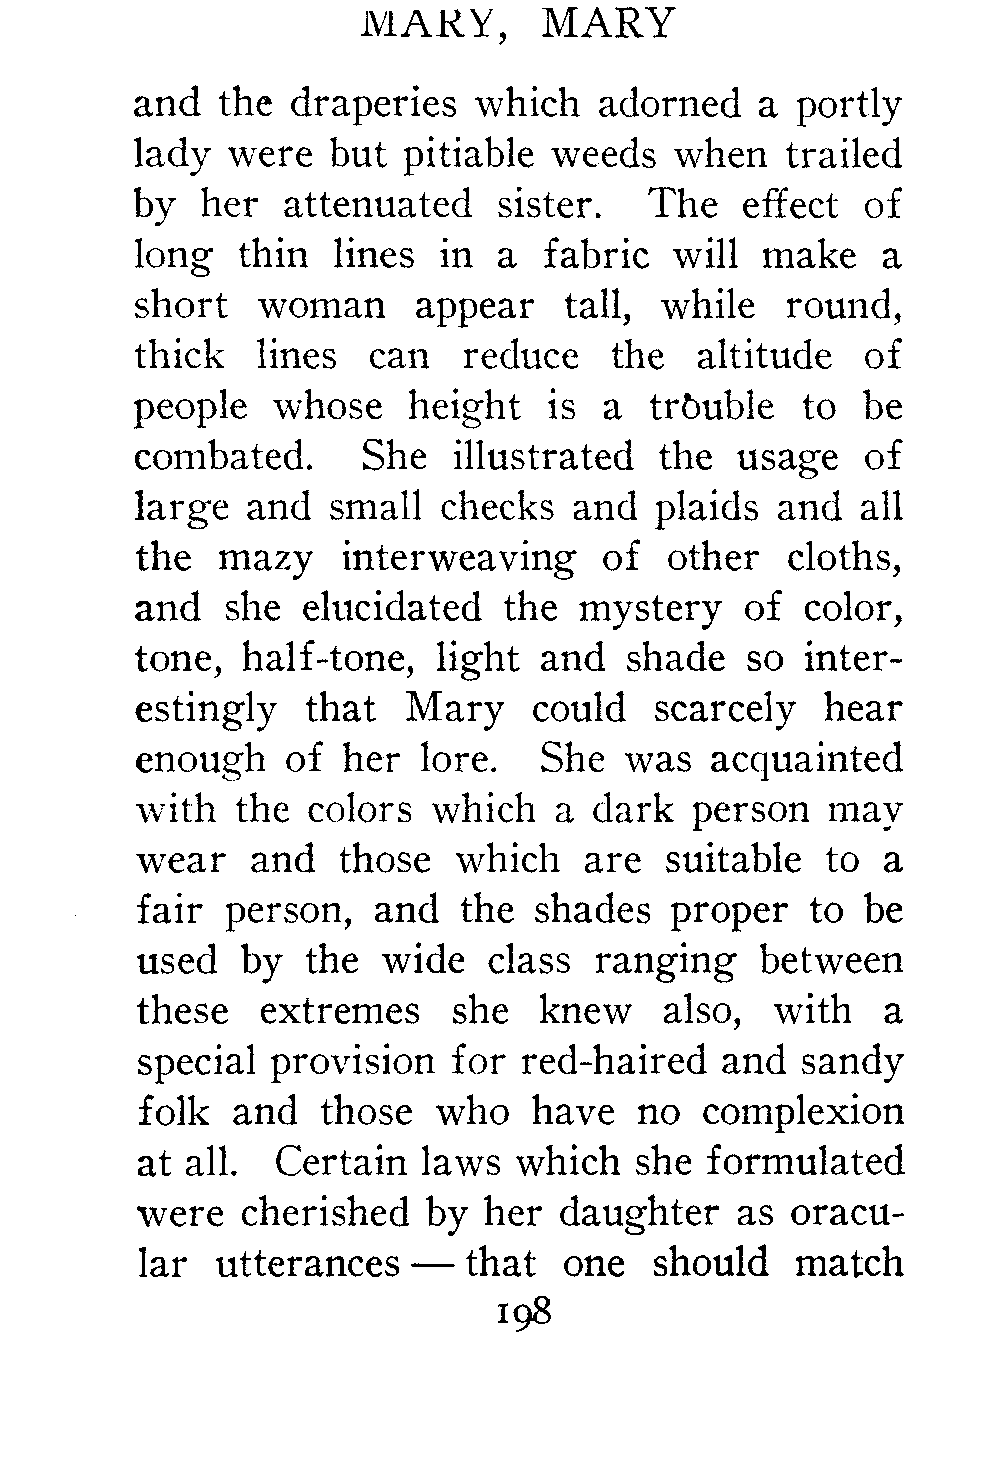 MARY, MARY
and the draperies which adorned a portly
lady were but pitiable weeds when trailed
by her attenuated sister. The effect of
long thin lines in a fabric will make a
short woman appear tall, while round,
thick lines can reduce the altitude of
people whose height is a trouble to be
combated. She illustrated the usage of
large and small checks and plaids and all
the mazy interweaving of other cloths,
and she elucidated the mystery of color,
tone, half-tone, light and shade so inter-
estingly that Mary could scarcely hear
enough of her lore. She was acquainted
with the colors which a dark person may
wear and those which are suitable to a
fair person, and the shades proper to be
used by the wide class ranging between
these extremes she knew also, with a
special provision for red-haired and sandy
folk and those who have no complexion
at all. Certain laws which she formulated
were cherished by her daughter as oracu-
lar utterances — that one should match
198